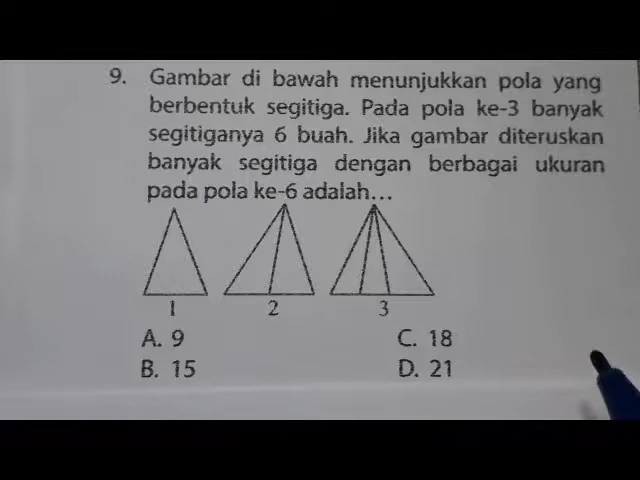 9. Gambar di bawah menunjukkan pola yang
berbentuk segitiga. Pada pola ke-3 banyak
segitiganya 6 buah. Jika gambar diteruskan
banyak segitiga dengan berbagai ukuran
pada pola ke-6 adalah...
1 2 3
A. 9 C. 18
B. 15 D. 21